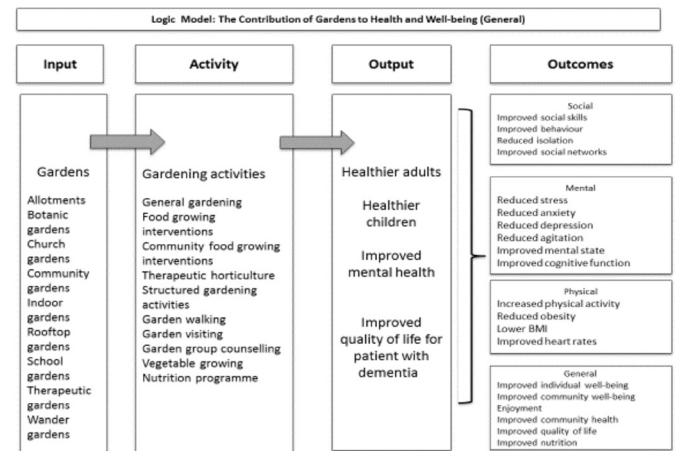 Logic Model: The Contribution of Gardens to Health and Well-being (General)
Input
Activity
Output
Outcomes
Gardens
Allotments
Botanic
gardens
Church
gardens
Community
gardens
Indoor
gardens
Rooftop
gardens
School
gardens
Therapeutic
gardens
Wander
gardens
Gardening activities
General gardening
Food growing
interventions
Community food growing
interventions
Therapeutic horticulture
Structured gardening
activities
Garden walking
Garden visiting
Garden group counselling
Vegetable growing
Nutrition programme
Healthier adults
Healthier
children
Improved
mental health
Improved
quality of life for
patient with
dementia
Social
Improved social skills
Improved behaviour
Reduced isolation
Improved social networks
Mental
Reduced stress
Reduced anxiety
Reduced depression
Reduced agitation
Improved mental state
Improved cognitive function
Physical
Increased physical activity
Reduced obesity
Lower BMI
Improved heart rates
General
Improved individual well-being
Improved community well-being
Enjoyment
Improved community health
Improved quality of life
Improved nutrition